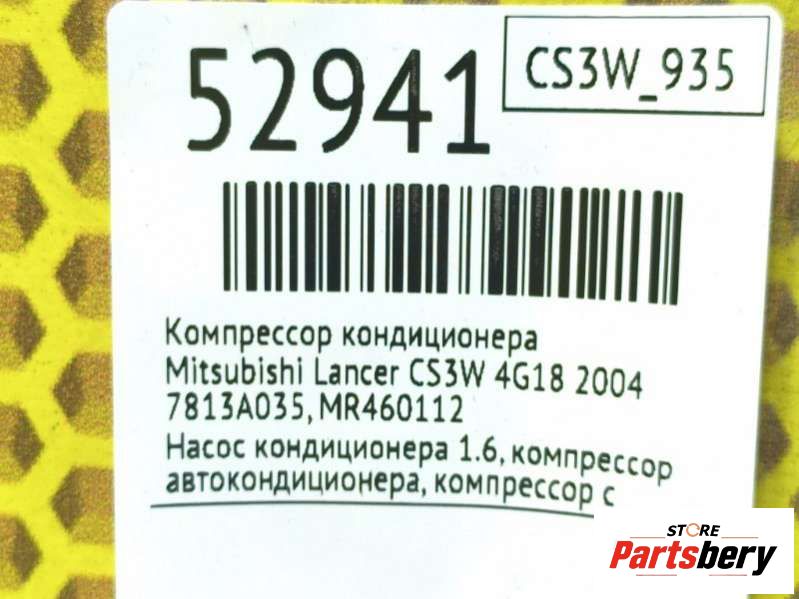 52941
CS3W_935
Компрессор кондиционера
Mitsubishi Lancer CS3W 4G18 2004
7813A035, MR460112
Насос кондиционера 1.6, компрессор
автокондиционера, компрессор с
STORE
Partsbery